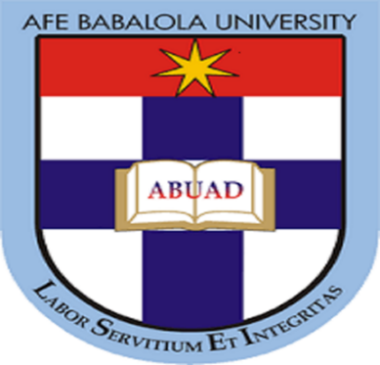 AFE BABALOLA UNIVERSITY
ABUAD
LABOR SERVITIUM ET INTEGRITAS